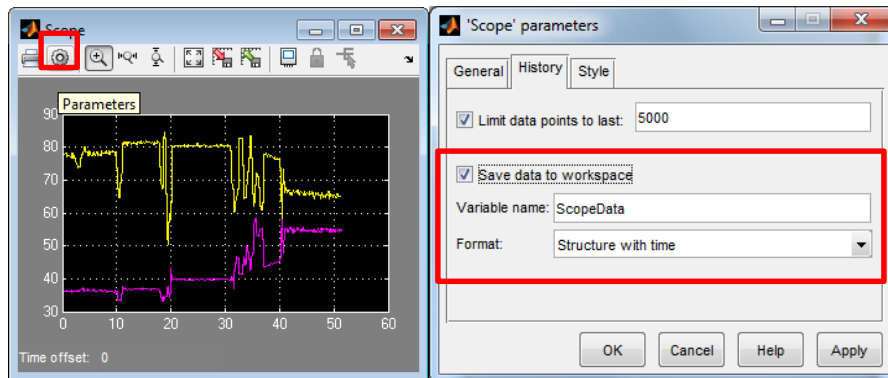 Scope
Parameters
90
80
70
60
50
40
30
0 10 20 30 40 50 60
Time offset: 0
'Scope' parameters
General History Style
Limit data points to last: 5000
Save data to workspace
Variable name: ScopeData
Format: Structure with time
OK Cancel Help Apply